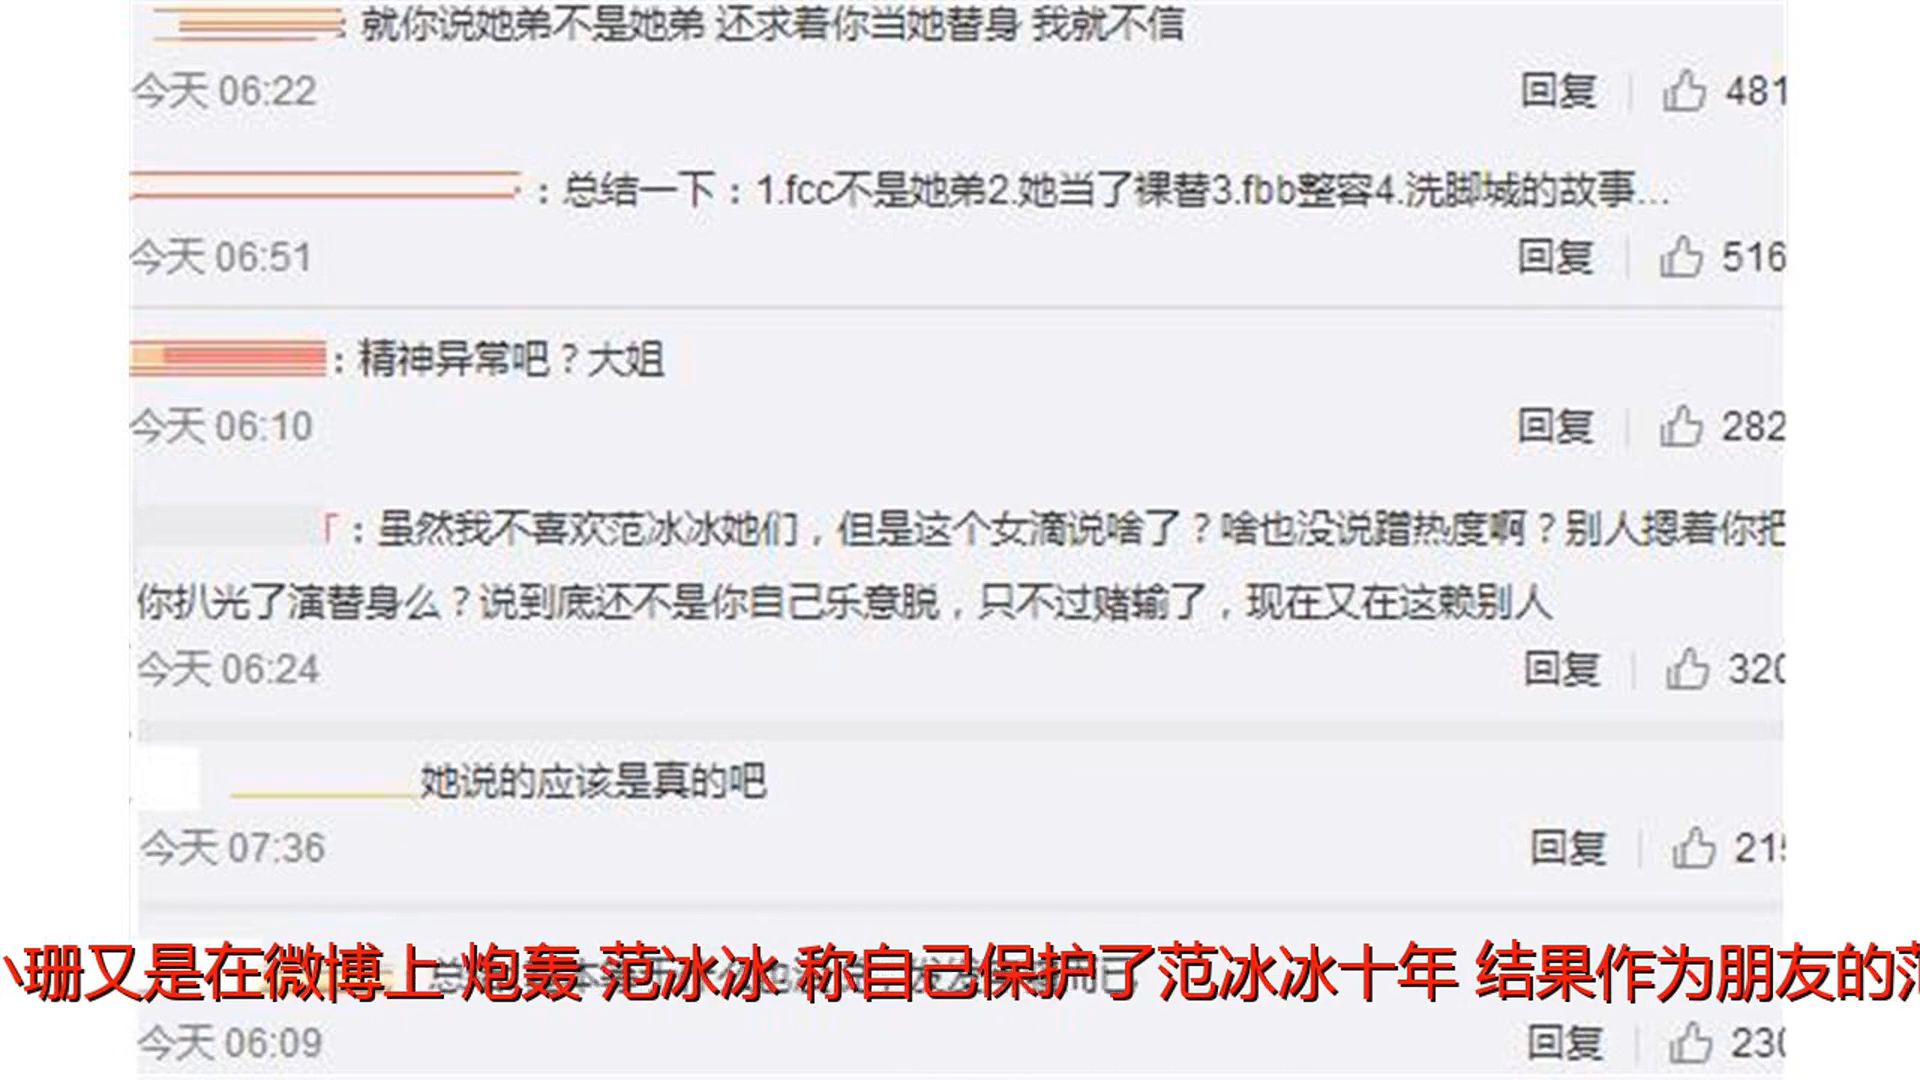 : 就你说她弟不是她弟 还求着你当她替身 我就不信
今天 06:22 回复 481
: 总结一下：1.fcc不是她弟2.她当了裸替3.fbb整容4.洗脚城的故事...
今天 06:51 回复 516
: 精神异常吧？大姐
今天 06:10 回复 282
: 虽然我不喜欢范冰冰她们，但是这个女滴说啥了？啥也没说蹭热度啊？别人摁着你把
你扒光了演替身么？说到底还不是你自己乐意脱，只不过赌输了，现在又在这赖别人
今天 06:24 回复 320
她说的应该是真的吧
今天 07:36 回复 215
珊又是在微博上 炮轰 范冰冰 称自己保护了范冰冰十年 结果作为朋友的范
今天 06:09 回复 230